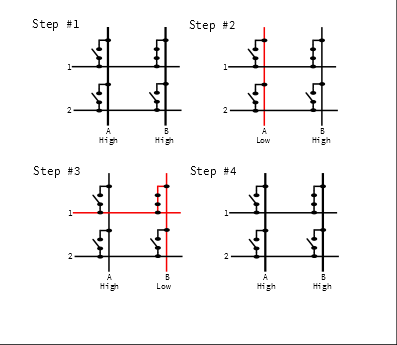 Step #1
1
2
A B
High High
Step #2
1
2
A B
Low High
Step #3
1
2
A B
High Low
Step #4
1
2
A B
High High